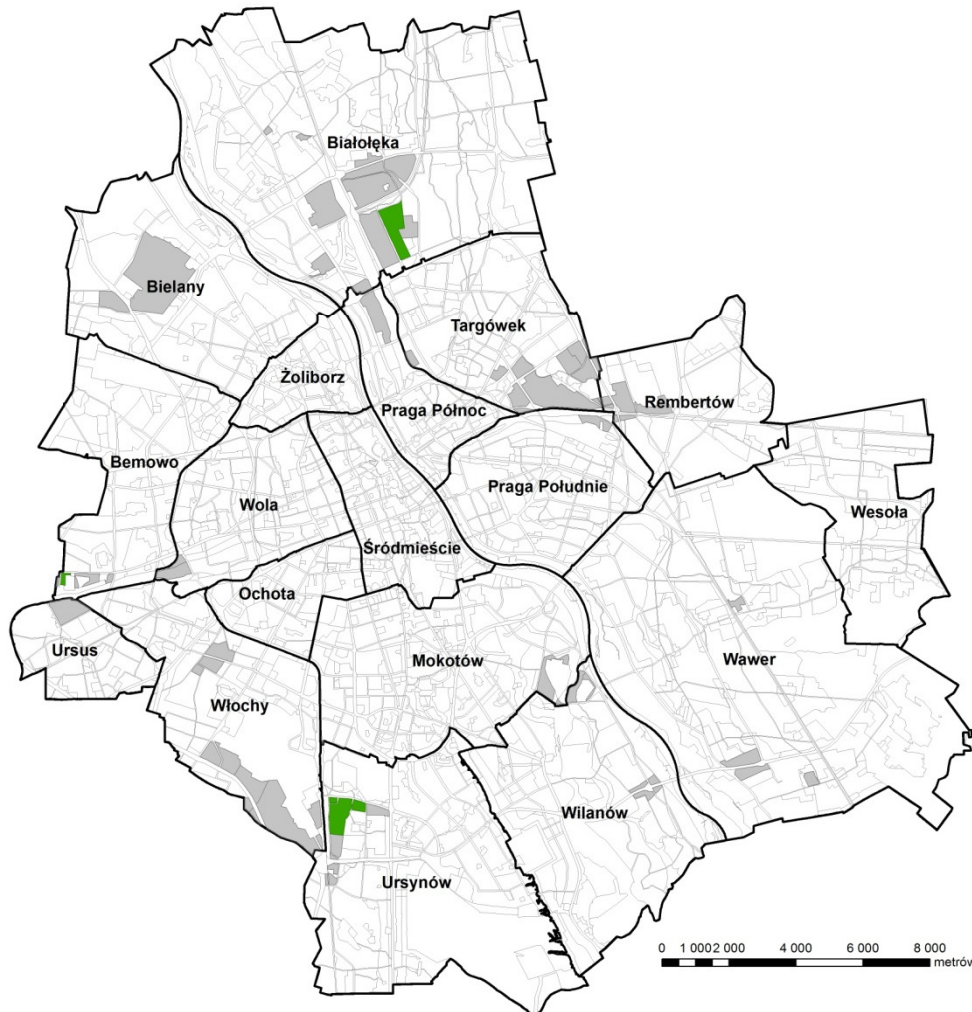 Białołęka
Bielany
Targówek
Żoliborz
Rembertów
Praga Północ
Bemowo
Praga Południe
Wola
Wesoła
Śródmieście
Ochota
Ursus
Mokotów
Wawer
Włochy
Wilanów
Ursynów
0 1 000 2 000 4 000 6 000 8 000
metrów